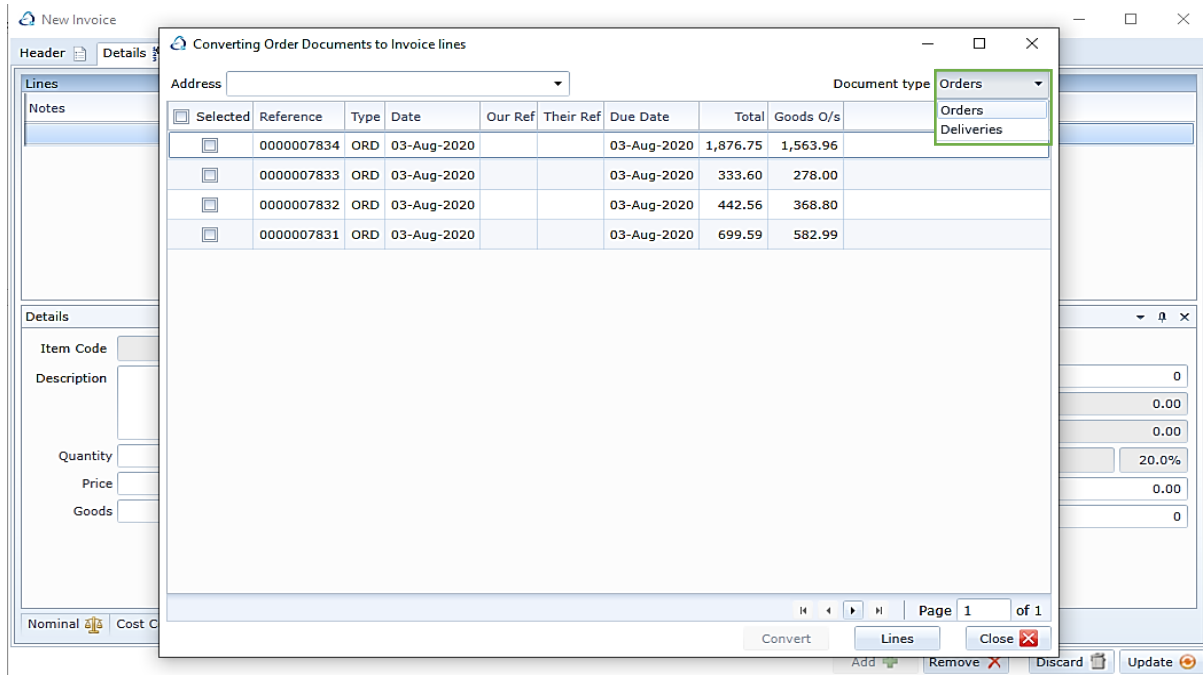 New Invoice
Header Details
Converting Order Documents to Invoice lines
Lines
Notes
Address Document type Orders
Orders
Deliveries
Selected Reference Type Date Our Ref Their Ref Due Date Total Goods O/s
0000007834 ORD 03-Aug-2020 03-Aug-2020 1,876.75 1,563.96
0000007833 ORD 03-Aug-2020 03-Aug-2020 333.60 278.00
0000007832 ORD 03-Aug-2020 03-Aug-2020 442.56 368.80
0000007831 ORD 03-Aug-2020 03-Aug-2020 699.59 582.99
Details
Item Code
Description 0
0.00
0.00
Quantity 20.0%
Price 0.00
Goods 0
Page 1 of 1
Nominal Cost C
Convert Lines Close
Add Remove Discard Update